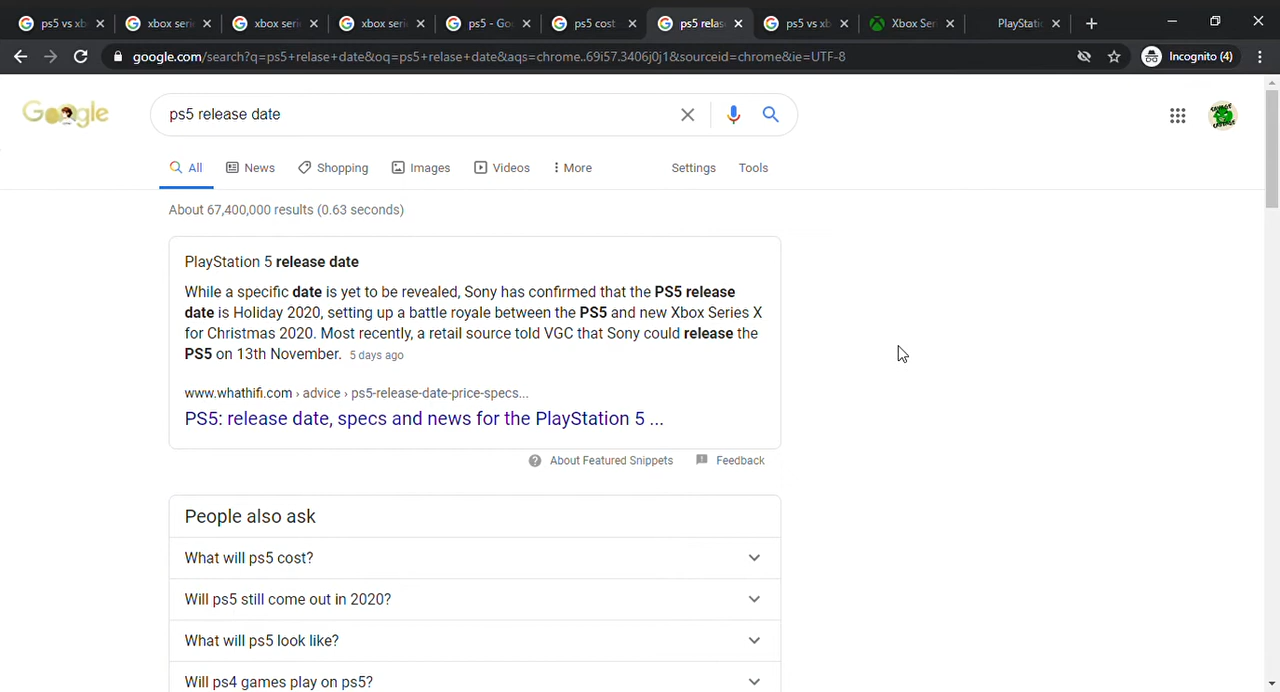 ps5 vs xb
xbox seri
xbox seri
xbox seri
ps5 - Go
ps5 cost
ps5 relas
ps5 vs xb
Xbox Ser
PlayStati
google.com/search?q=ps5+relase+date&oq=ps5+relase+date&aqs=chrome..69i57.3406j0j1&sourceid=chrome&ie=UTF-8
Incognito (4)
Google
ps5 release date
All
News
Shopping
Images
Videos
More
Settings
Tools
About 67,400,000 results (0.63 seconds)
PlayStation 5 release date
While a specific date is yet to be revealed, Sony has confirmed that the PS5 release
date is Holiday 2020, setting up a battle royale between the PS5 and new Xbox Series X
for Christmas 2020. Most recently, a retail source told VGC that Sony could release the
PS5 on 13th November. 5 days ago
www.whathifi.com › advice › ps5-release-date-price-specs...
PS5: release date, specs and news for the PlayStation 5 ...
About Featured Snippets
Feedback
People also ask
What will ps5 cost?
Will ps5 still come out in 2020?
What will ps5 look like?
Will ps4 games play on ps5?